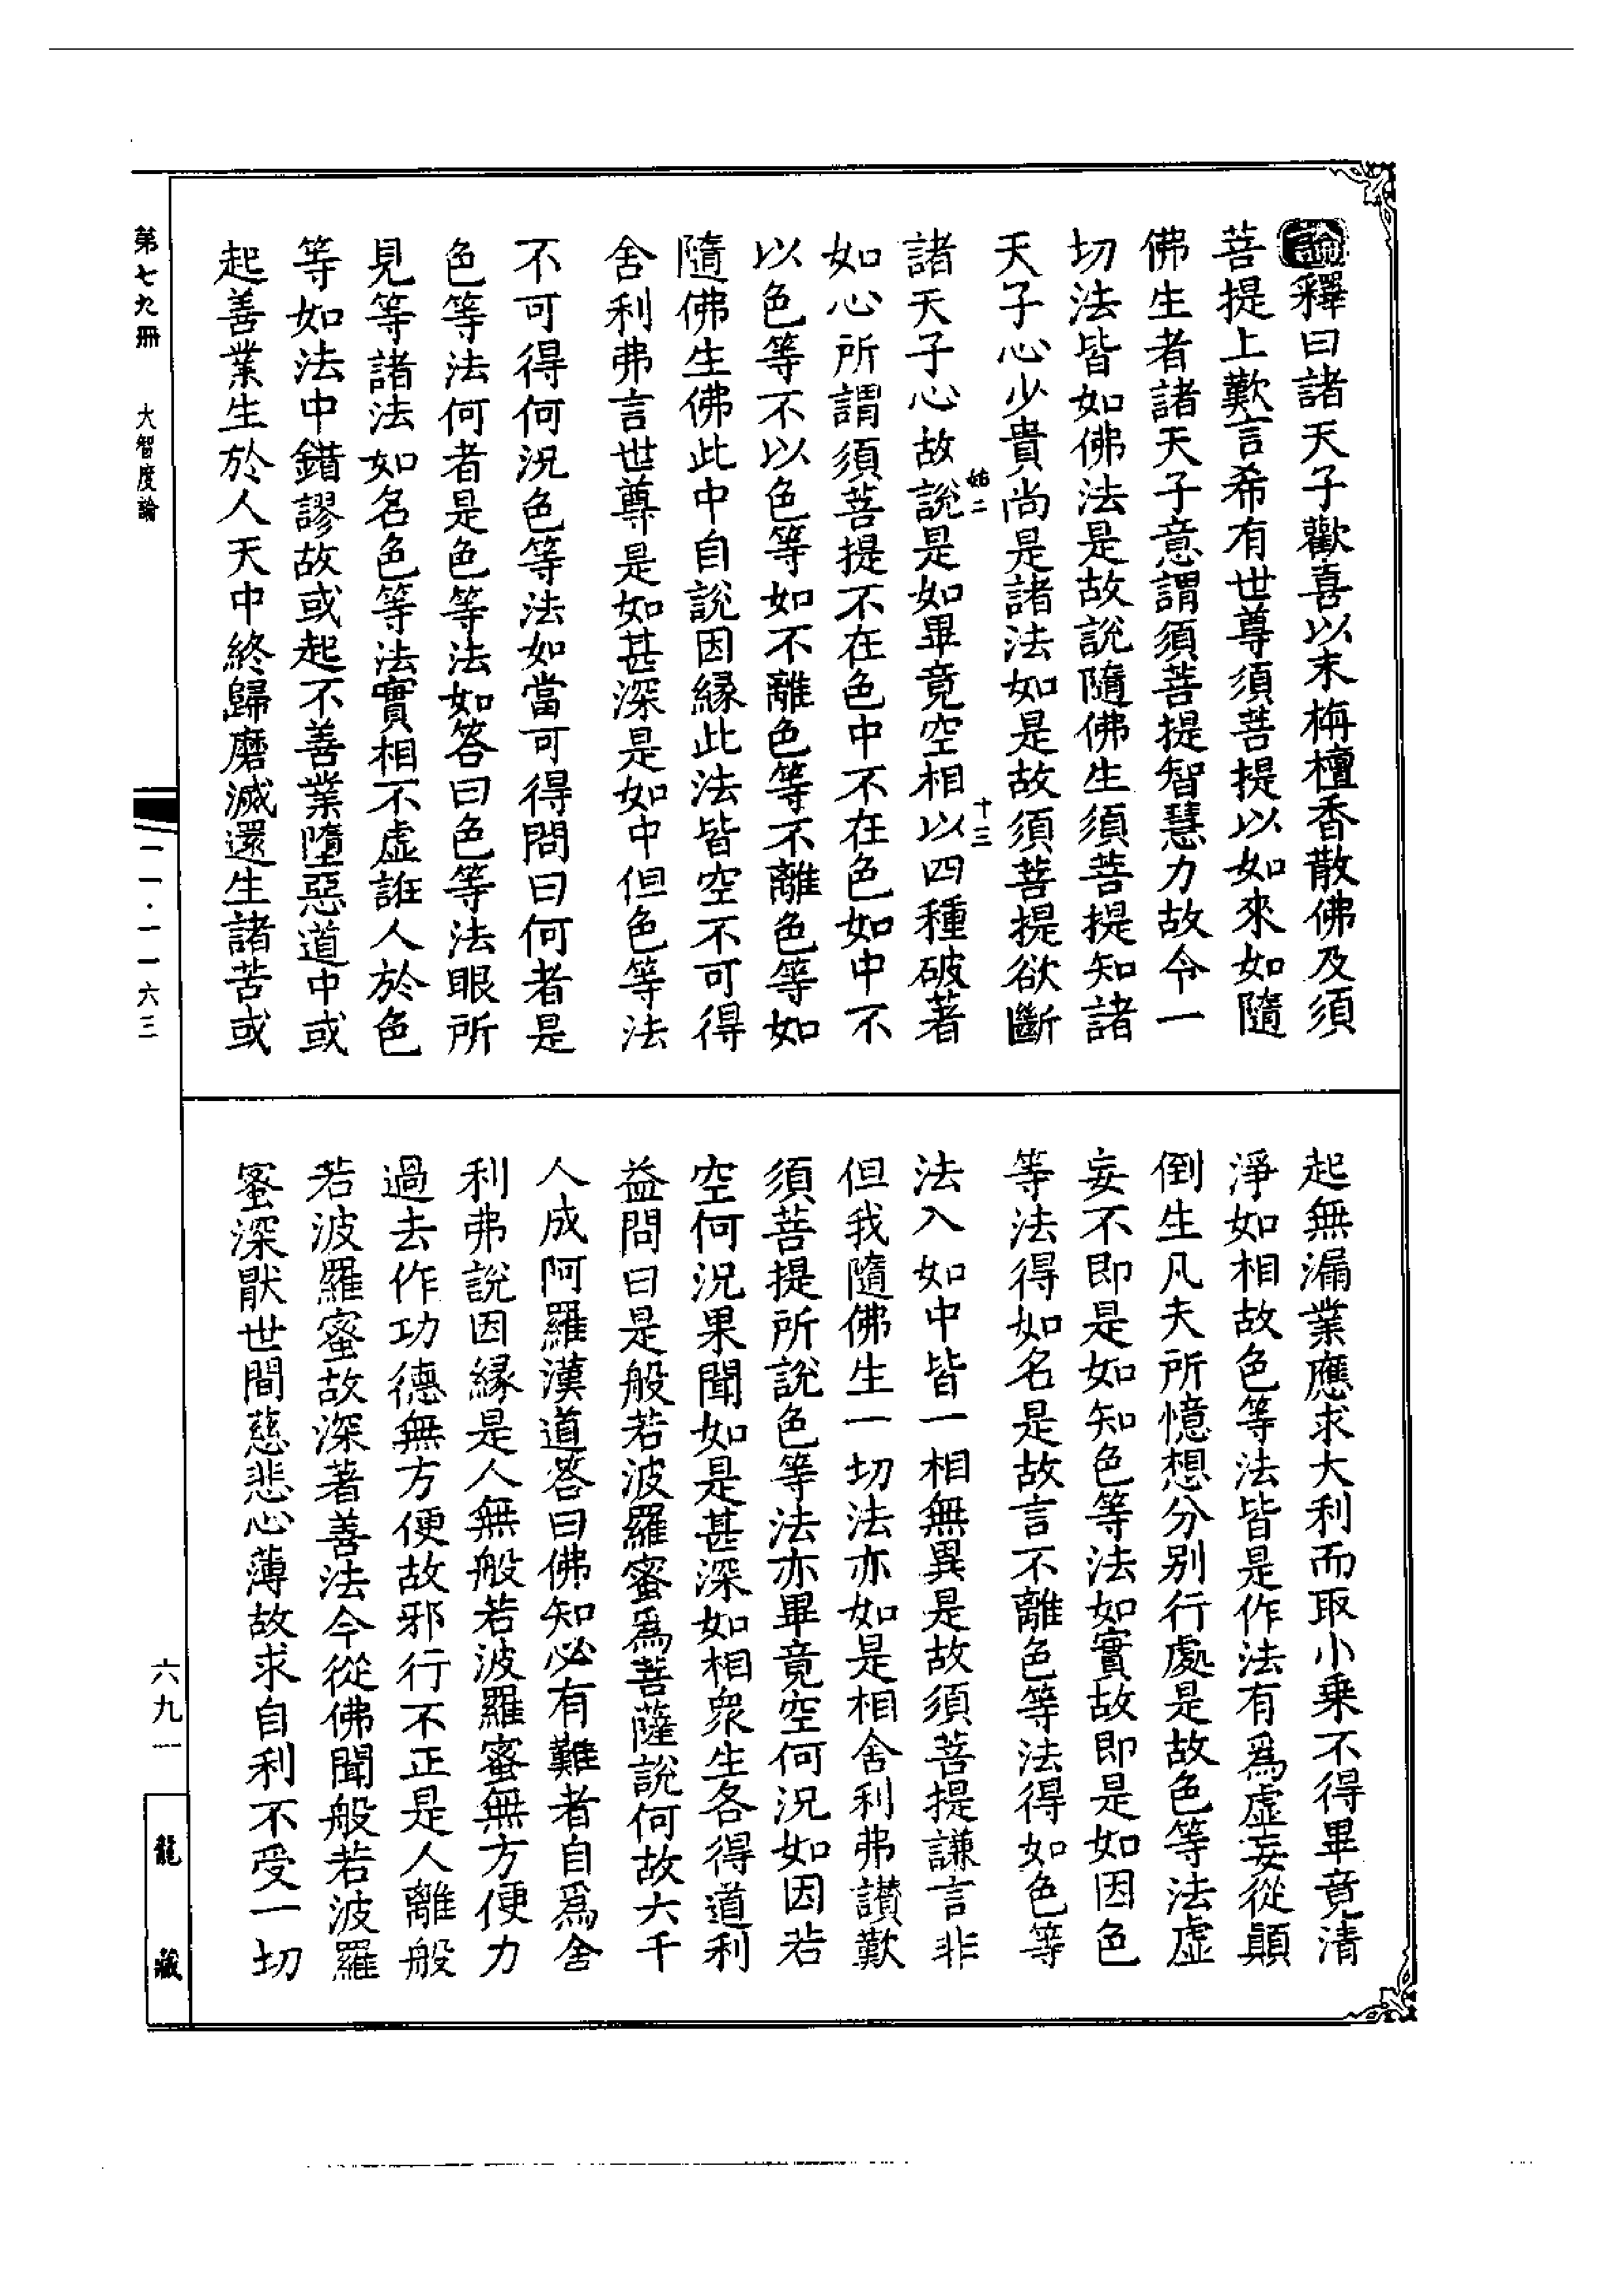 論釋曰諸天子歡喜以末栴檀香散佛及須
菩提上歎言希有世尊須菩提以如來如隨
佛生者諸天子意謂須菩提智慧力故令一
切法皆如佛法是故說隨佛生須菩提知諸
天子心少貴尚是諸法如是故須菩提欲斷
姊二
十三
諸天子心故說是如畢竟空相以四種破著
如心所謂須菩提不在色中不在色如中不
以色等不以色等如不離色等不離色等如
隨佛生佛此中自說因緣此法皆空不可得
舍利弗言世尊是如甚深是如中但色等法
不可得何況色等法如當可得問曰何者是
色等法何者是色等法如答曰色等法眼所
見等諸法如名色等法實相不虛誑人於色
等如法中錯謬故或起不善業墮惡道中或
起善業生於人天中終歸磨滅還生諸苦或
起無漏業應求大利而取小乘不得畢竟清
淨如相故色等法皆是作法有爲虛妄從顛
倒生凡夫所憶想分别行處是故色等法虛
妄不即是如知色等法如實故即是如因色
等法得如名是故言不離色等法得如色等
法入如中皆一相無異是故須菩提謙言非
但我隨佛生一切法亦如是相舍利弗讚歎
須菩提所說色等法亦畢竟空何況如因若
空何況果聞如是甚深如相衆生各得道利
益問曰是般若波羅蜜爲菩薩說何故六千
人成阿羅漢道答曰佛知必有難者自爲舍
利弗說因緣是人無般若波羅蜜無方便力
過去作功德無方便故邪行不正是人離般
若波羅蜜故深著善法今從佛聞般若波羅
蜜深厭世間慈悲心薄故求自利不受一切
第七九冊 大智度論
二一·一一六三
六九一
龍藏